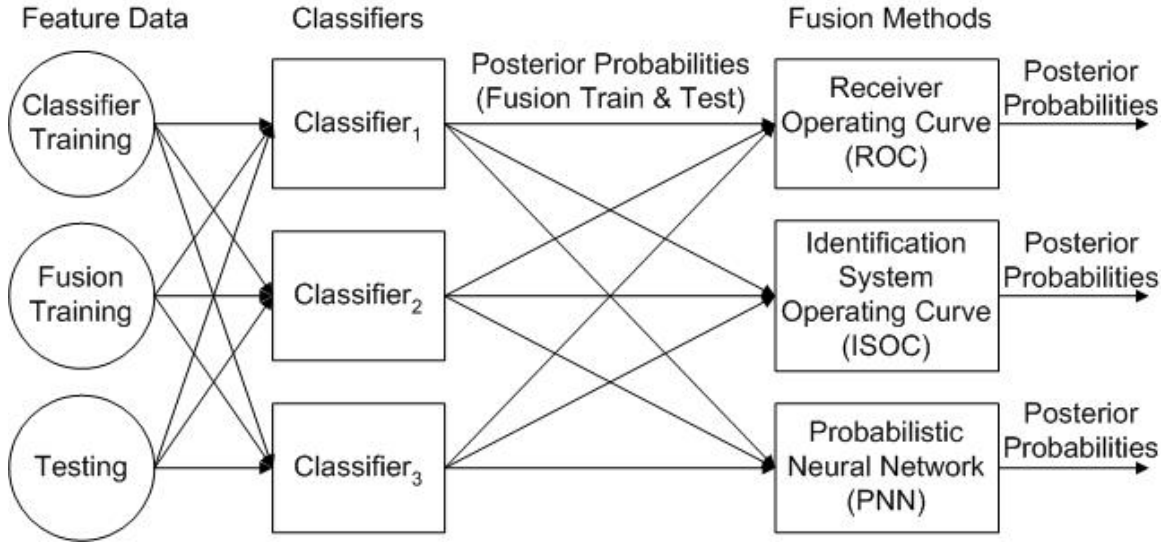 Feature Data
Classifiers
Fusion Methods
Classifier
Training
Fusion
Training
Testing
Classifier1
Classifier2
Classifier3
Posterior Probabilities
(Fusion Train & Test)
Receiver
Operating Curve
(ROC)
Identification
System
Operating Curve
(ISOC)
Probabilistic
Neural Network
(PNN)
Posterior
Probabilities
Posterior
Probabilities
Posterior
Probabilities